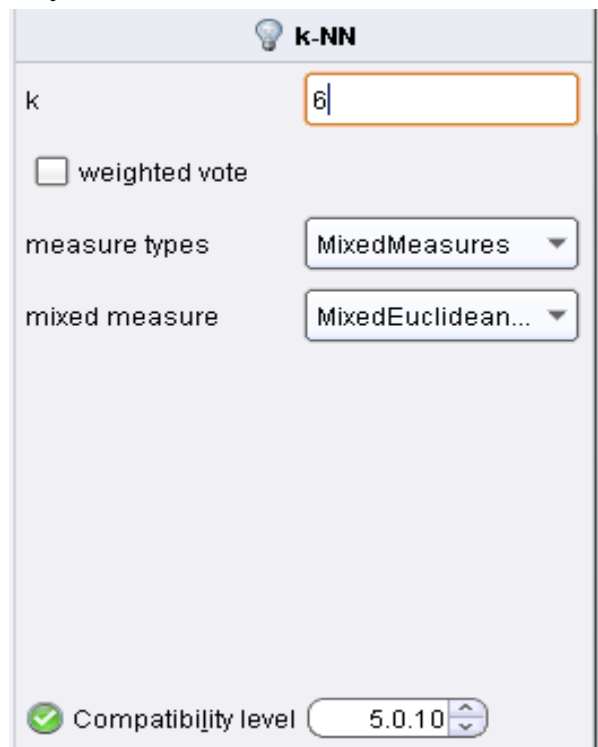 k-NN
k 6
weighted vote
measure types MixedMeasures
mixed measure MixedEuclidean...
Compatibility level 5.0.10